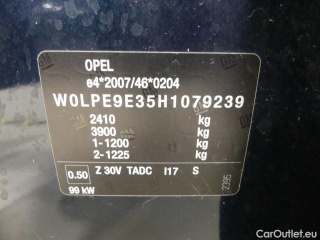 OPEL
e4*2007/46*0204
W0LPE9E35H1079239
2410 kg
3900 kg
1-1200 kg
2-1225 kg
0.50 Z 30V TADC I17 S
99 kW
2395
CarOutlet.eu